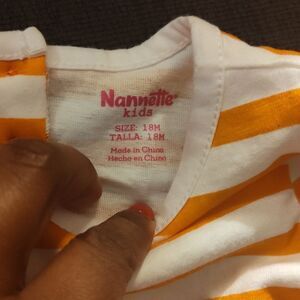 Nannette
kids
SIZE: 18M
TALLA: 18M
Made in China
Hecho en China